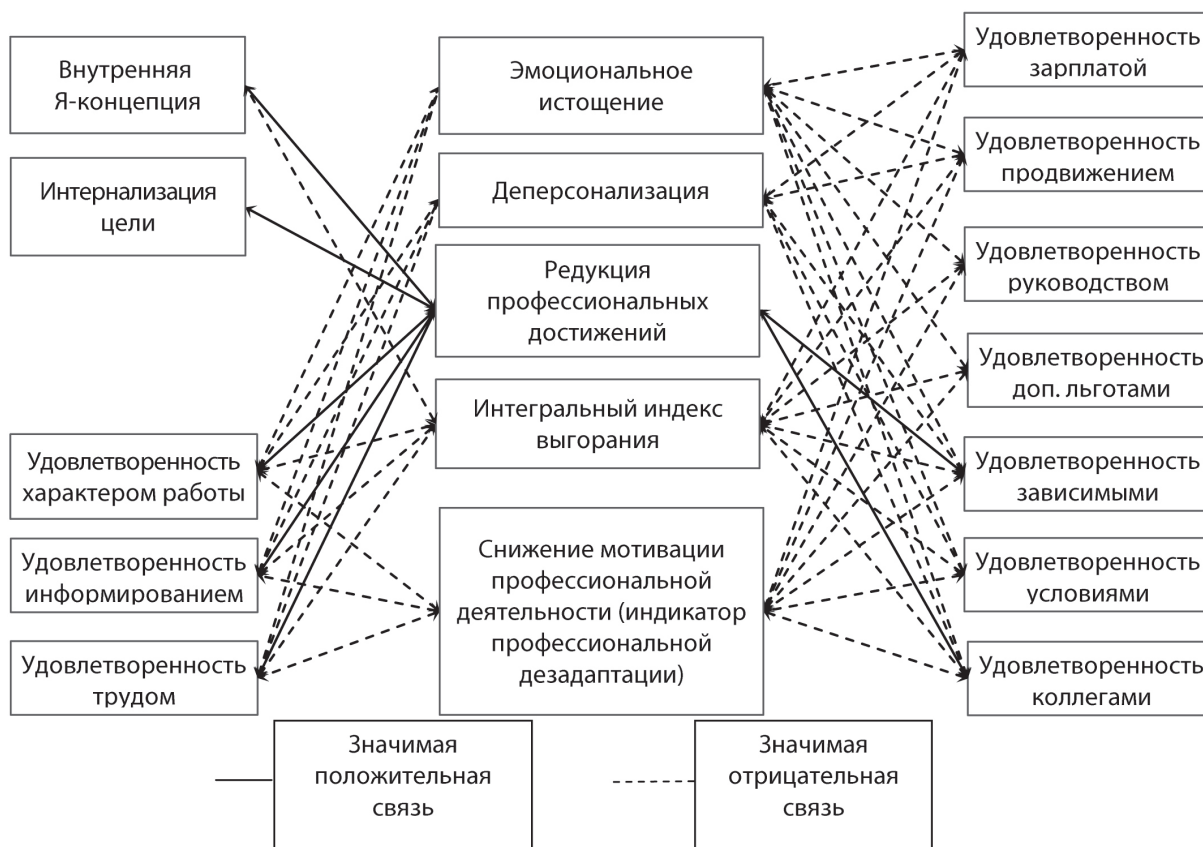 Внутренняя
Я-концепция
Интернализация
цели
Удовлетворенность
характером работы
Удовлетворенность
информированием
Удовлетворенность
трудом
Эмоциональное
истощение
Деперсонализация
Редукция
профессиональных
достижений
Интегральный индекс
выгорания
Снижение мотивации
профессиональной
деятельности (индикатор
профессиональной
дезадаптации)
Удовлетворенность
зарплатой
Удовлетворенность
продвижением
Удовлетворенность
руководством
Удовлетворенность
доп. льготами
Удовлетворенность
зависимыми
Удовлетворенность
условиями
Удовлетворенность
коллегами
Значимая
положительная
связь
Значимая
отрицательная
связь